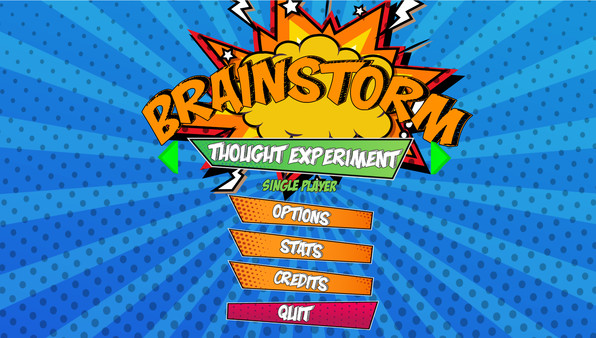 BRAINSTORM
THOUGHT EXPERIMENT
SINGLE PLAYER
OPTIONS
STATS
CREDITS
QUIT